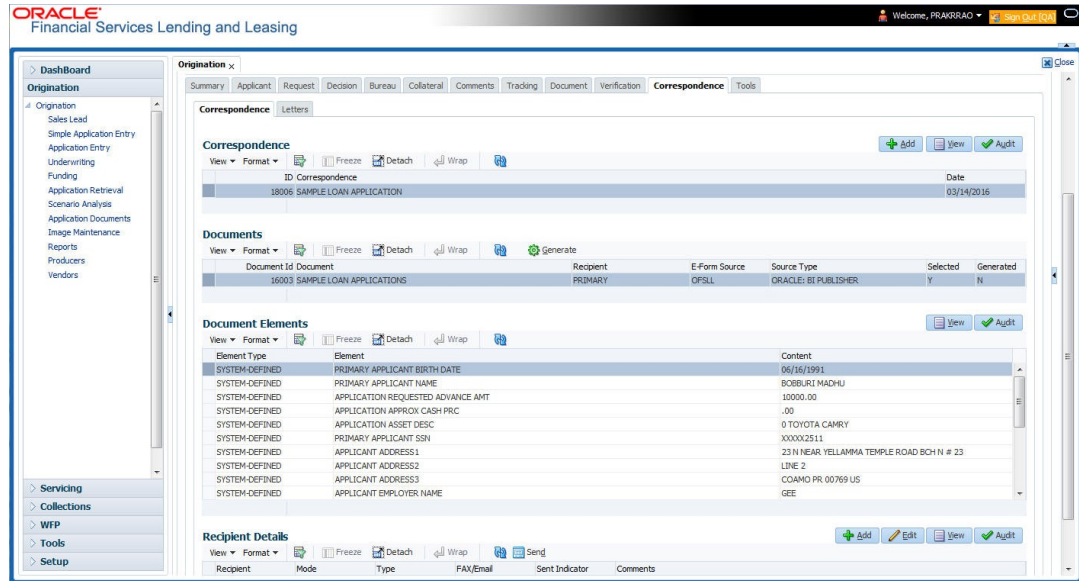 ORACLE®
Financial Services Lending and Leasing
Welcome, PRAKRRAO
Sign Out [QA]
DashBoard
Origination
Origination
Sales Lead
Simple Application Entry
Application Entry
Underwriting
Funding
Application Retrieval
Scenario Analysis
Application Documents
Image Maintenance
Reports
Producers
Vendors
Servicing
Collections
WFP
Tools
Setup
Origination x
Close
Summary Applicant Request Decision Bureau Collateral Comments Tracking Document Verification Correspondence Tools
Correspondence Letters
Correspondence
Add View Audit
View Format Freeze Detach Wrap
ID Correspondence Date
18006 SAMPLE LOAN APPLICATION 03/14/2016
Documents
View Format Freeze Detach Wrap Generate
Document Id Document Recipient E-Form Source Source Type Selected Generated
16003 SAMPLE LOAN APPLICATIONS PRIMARY OFSLL ORACLE: BI PUBLISHER Y N
Document Elements
View Audit
View Format Freeze Detach Wrap
Element Type Element Content
SYSTEM-DEFINED PRIMARY APPLICANT BIRTH DATE 06/16/1991
SYSTEM-DEFINED PRIMARY APPLICANT NAME BOBBURI MADHU
SYSTEM-DEFINED APPLICATION REQUESTED ADVANCE AMT 10000.00
SYSTEM-DEFINED APPLICATION APPROX CASH PRC .00
SYSTEM-DEFINED APPLICATION ASSET DESC 0 TOYOTA CAMRY
SYSTEM-DEFINED PRIMARY APPLICANT SSN XXXXX2511
SYSTEM-DEFINED APPLICANT ADDRESS1 23 N NEAR YELLAMMA TEMPLE ROAD BCH N # 23
SYSTEM-DEFINED APPLICANT ADDRESS2 LINE 2
SYSTEM-DEFINED APPLICANT ADDRESS3 COAMO PR 00769 US
SYSTEM-DEFINED APPLICANT EMPLOYER NAME GEE
Recipient Details
Add Edit View Audit
View Format Freeze Detach Wrap Send
Recipient Mode Type FAX/Email Sent Indicator Comments